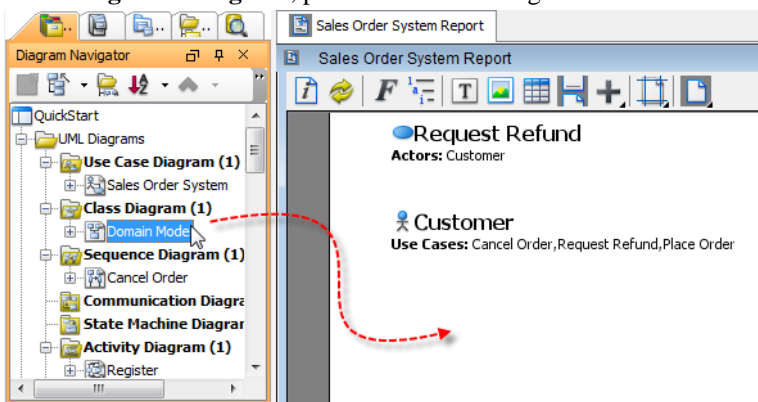 Sales Order System Report
Diagram Navigator
Sales Order System Report
QuickStart
UML Diagrams
Use Case Diagram (1)
Sales Order System
Class Diagram (1)
Domain Mode
Sequence Diagram (1)
Cancel Order
Communication Diagra
State Machine Diagrar
Activity Diagram (1)
Register
F
T
Request Refund
Actors: Customer
Customer
Use Cases: Cancel Order,Request Refund,Place Order